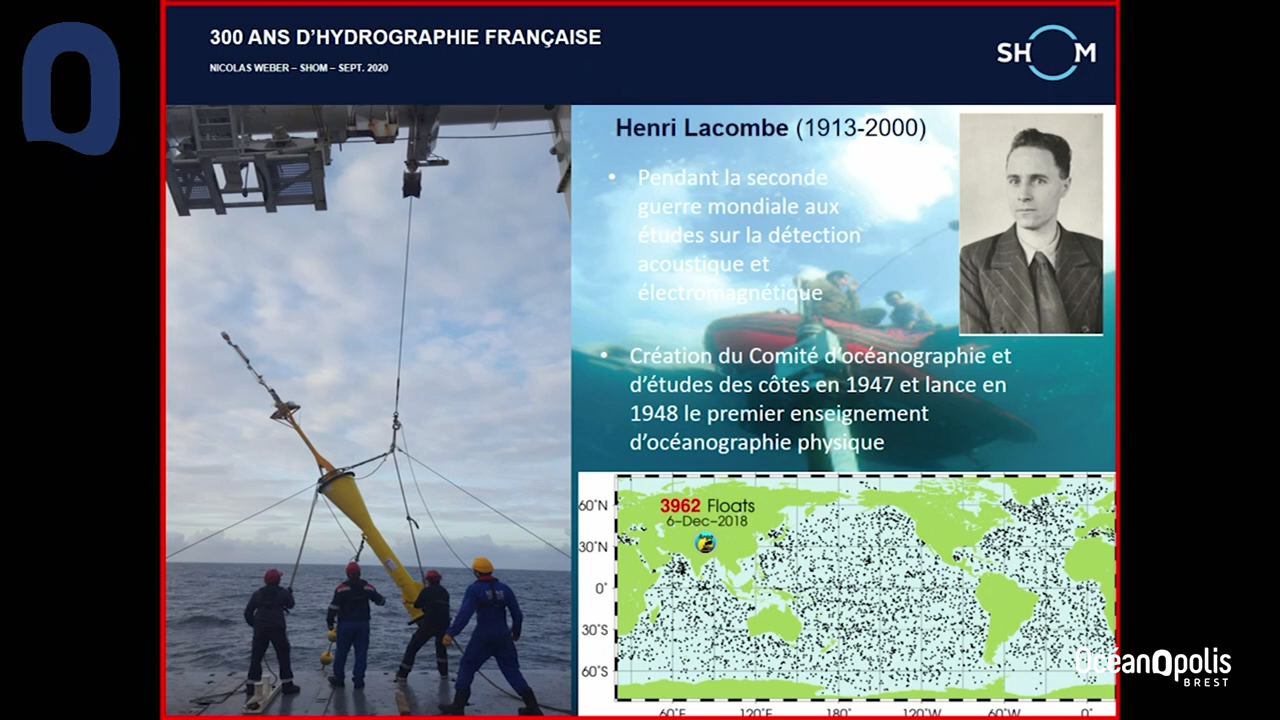 300 ANS D'HYDROGRAPHIE FRANÇAISE
NICOLAS WEBER – SHOM – SEPT. 2020
SHOM
Henri Lacombe (1913-2000)
• Pendant la seconde
guerre mondiale aux
études sur la détection
acoustique et
électromagnétique
• Création du Comité d'océanographie et
d'études des côtes en 1947 et lance en
1948 le premier enseignement
d'océanographie physique
3962 Floats
6–Dec–2018
Argo
60°N
30°N
0°
30°S
60°S
60°E 120°E 180° 120°W 60°W 0°
OcéanOpolis
BREST